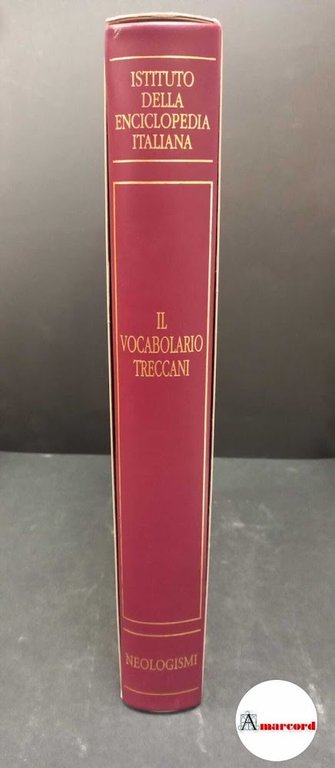 ISTITUTO
DELLA
ENCICLOPEDIA
ITALIANA
IL
VOCABOLARIO
TRECCANI
NEOLOGISMI
Amarcord